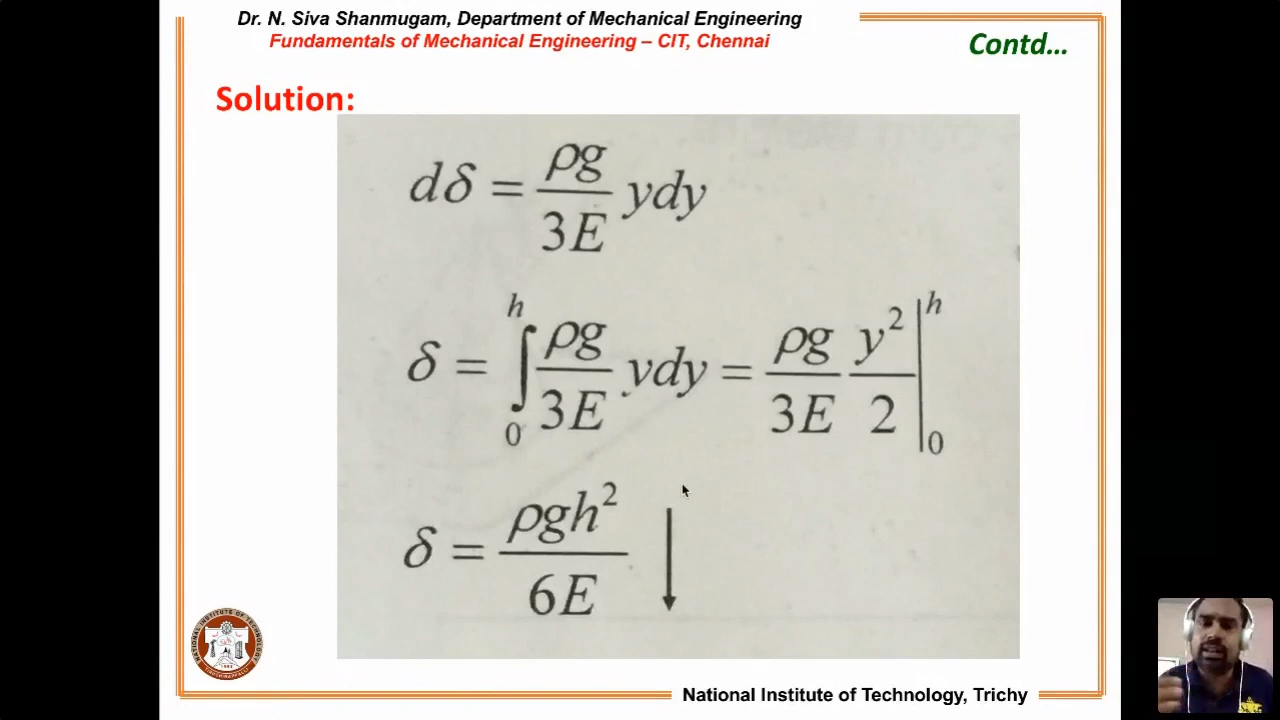 Dr. N. Siva Shanmugam, Department of Mechanical Engineering
Fundamentals of Mechanical Engineering – CIT, Chennai
Contd…
Solution:
dδ = ρg/3E ydy
δ = ∫₀ʰ ρg/3E ydy = ρg/3E y²/2 |₀ʰ
δ = ρgh²/6E ↓
National Institute of Technology, Trichy